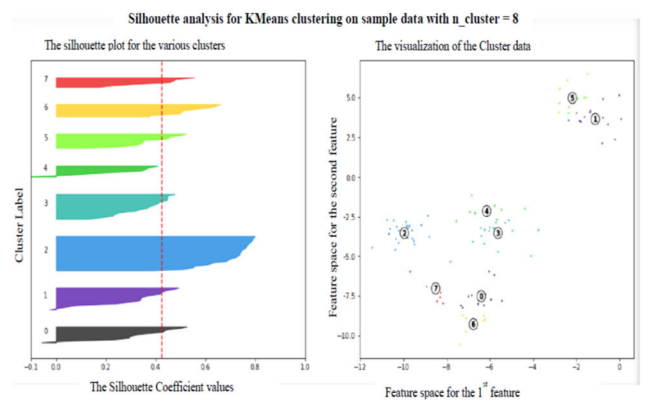 Silhouette analysis for KMeans clustering on sample data with n_cluster = 8
The silhouette plot for the various clusters
The visualization of the Cluster data
Cluster Label
7
6
5
4
3
2
1
0
-0.1 0.0 0.2 0.4 0.6 0.8 1.0
The Silhouette Coefficient values
Feature space for the second feature
5.0
2.5
0.0
-2.5
-5.0
-7.5
-10.0
5
1
4
2
3
7
0
6
-12 -10 -8 -6 -4 -2 0
Feature space for the 1st feature